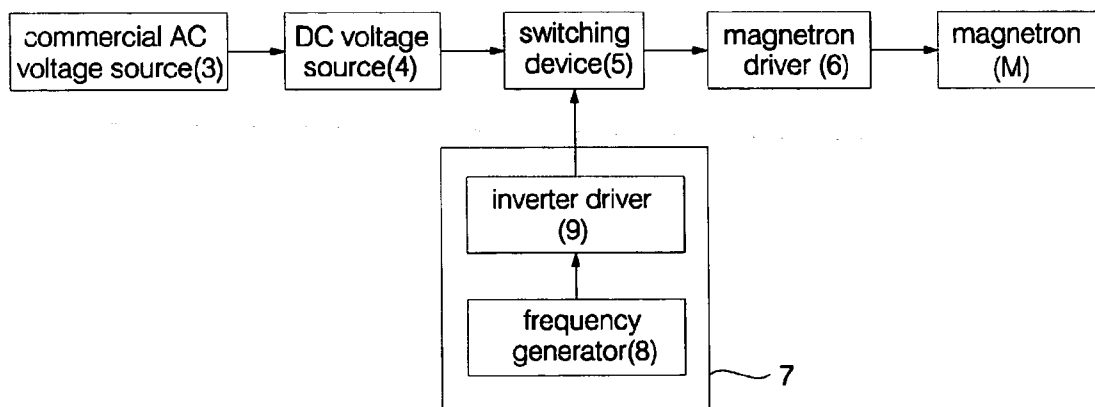 commercial AC
voltage source(3)
DC voltage
source(4)
switching
device(5)
magnetron
driver (6)
magnetron
(M)
inverter driver
(9)
frequency
generator(8)
7